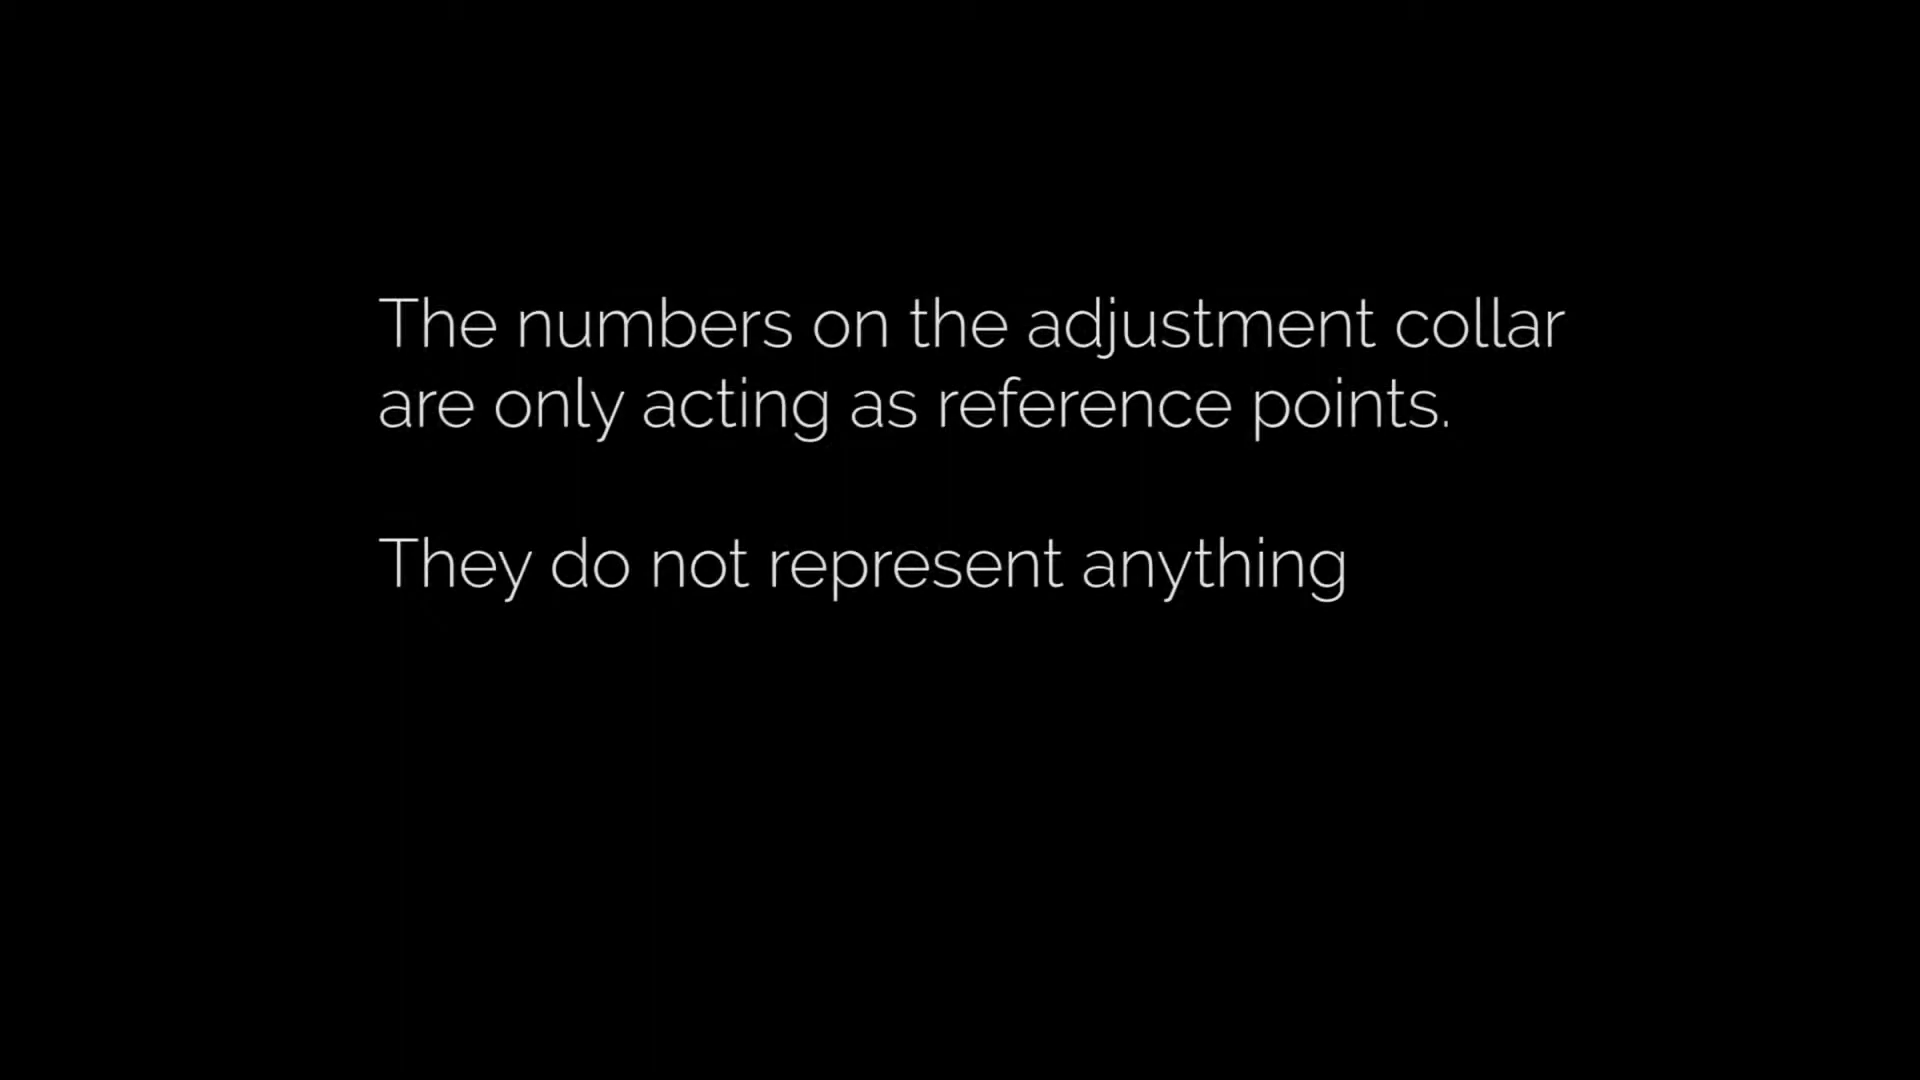 The numbers on the adjustment collar
are only acting as reference points.
They do not represent anything